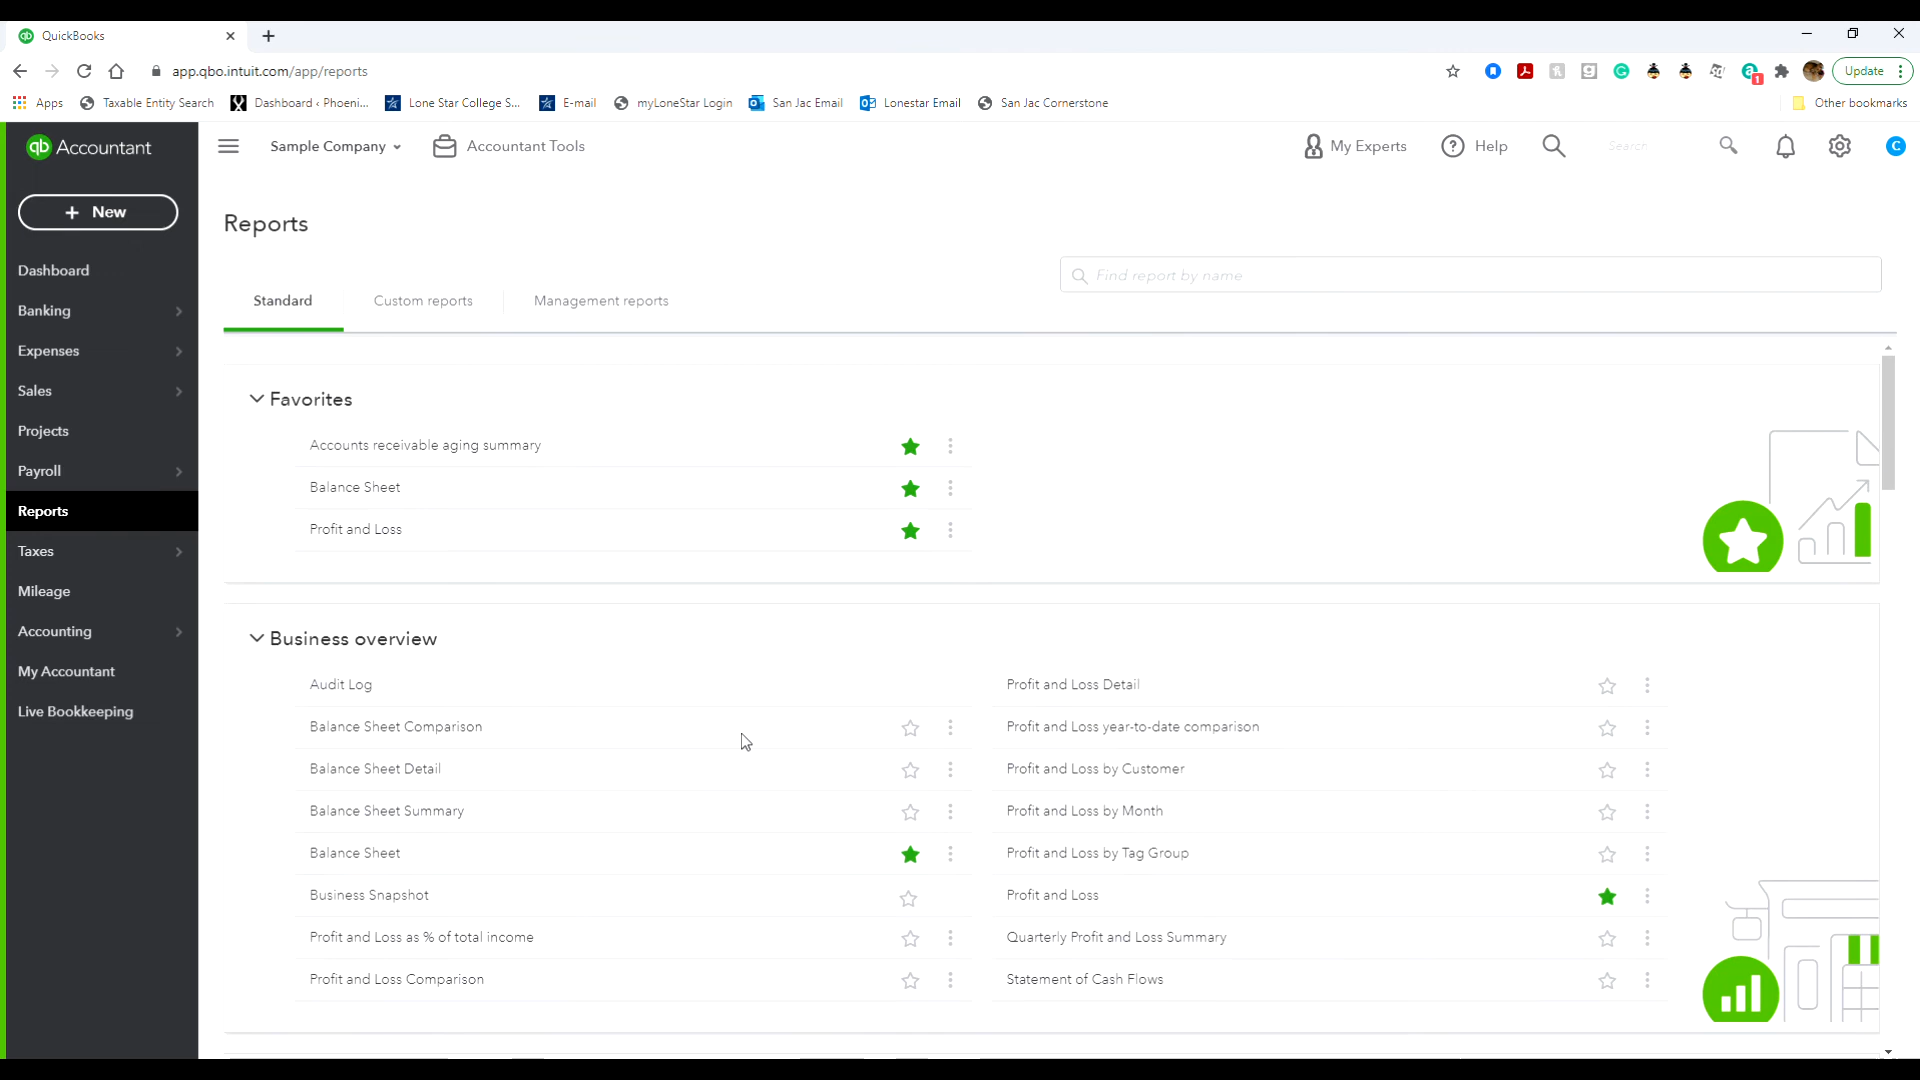 QuickBooks
app.qbo.intuit.com/app/reports
Update
Apps Taxable Entity Search Dashboard ‹ Phoeni... Lone Star College S... E-mail myLoneStar Login San Jac Email Lonestar Email San Jac Cornerstone Other bookmarks
qb Accountant
Sample Company
Accountant Tools
My Experts
Help
Search
C
+ New
Dashboard
Banking
Expenses
Sales
Projects
Payroll
Reports
Taxes
Mileage
Accounting
My Accountant
Live Bookkeeping
Reports
Find report by name
Standard Custom reports Management reports
Favorites
Accounts receivable aging summary
Balance Sheet
Profit and Loss
Business overview
Audit Log
Balance Sheet Comparison
Balance Sheet Detail
Balance Sheet Summary
Balance Sheet
Business Snapshot
Profit and Loss as % of total income
Profit and Loss Comparison
Profit and Loss Detail
Profit and Loss year-to-date comparison
Profit and Loss by Customer
Profit and Loss by Month
Profit and Loss by Tag Group
Profit and Loss
Quarterly Profit and Loss Summary
Statement of Cash Flows